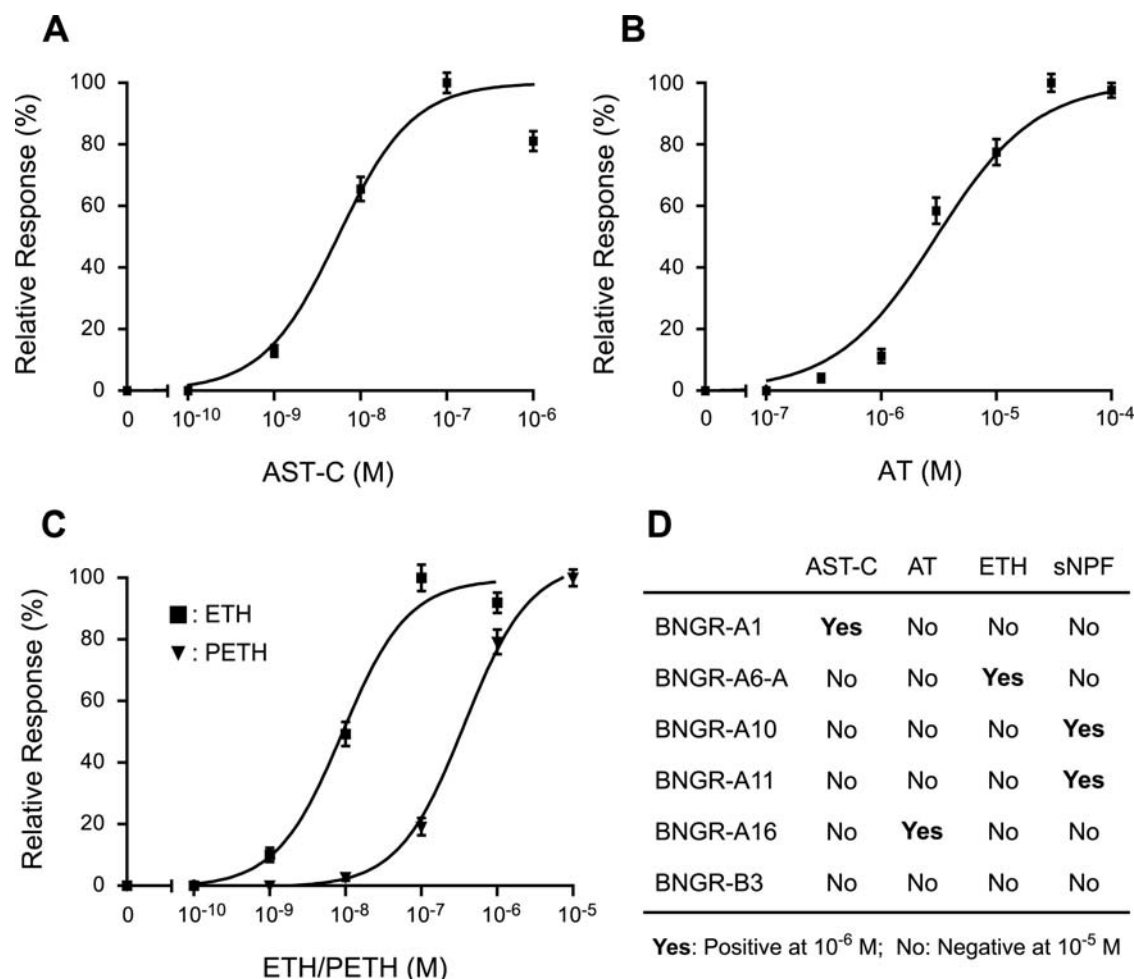 A
Relative Response (%)
100
80
60
40
20
0
0 10⁻¹⁰ 10⁻⁹ 10⁻⁸ 10⁻⁷ 10⁻⁶
AST-C (M)
B
Relative Response (%)
100
80
60
40
20
0
0 10⁻⁷ 10⁻⁶ 10⁻⁵ 10⁻⁴
AT (M)
C
Relative Response (%)
100
80
60
40
20
0
■: ETH
▼: PETH
0 10⁻¹⁰ 10⁻⁹ 10⁻⁸ 10⁻⁷ 10⁻⁶ 10⁻⁵
ETH/PETH (M)
D
AST-C AT ETH sNPF
BNGR-A1 Yes No No No
BNGR-A6-A No No Yes No
BNGR-A10 No No No Yes
BNGR-A11 No No No Yes
BNGR-A16 No Yes No No
BNGR-B3 No No No No
Yes: Positive at 10⁻⁶ M; No: Negative at 10⁻⁵ M